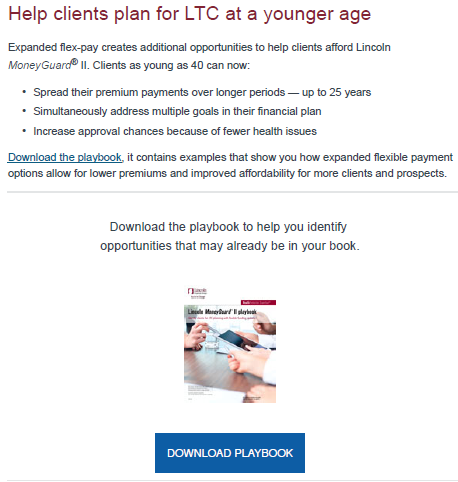 Help clients plan for LTC at a younger age
Expanded flex-pay creates additional opportunities to help clients afford Lincoln
MoneyGuard® II. Clients as young as 40 can now:
• Spread their premium payments over longer periods — up to 25 years
• Simultaneously address multiple goals in their financial plan
• Increase approval chances because of fewer health issues
Download the playbook, it contains examples that show you how expanded flexible payment
options allow for lower premiums and improved affordability for more clients and prospects.
Download the playbook to help you identify
opportunities that may already be in your book.
Lincoln
Lincoln MoneyGuard® II playbook
DOWNLOAD PLAYBOOK